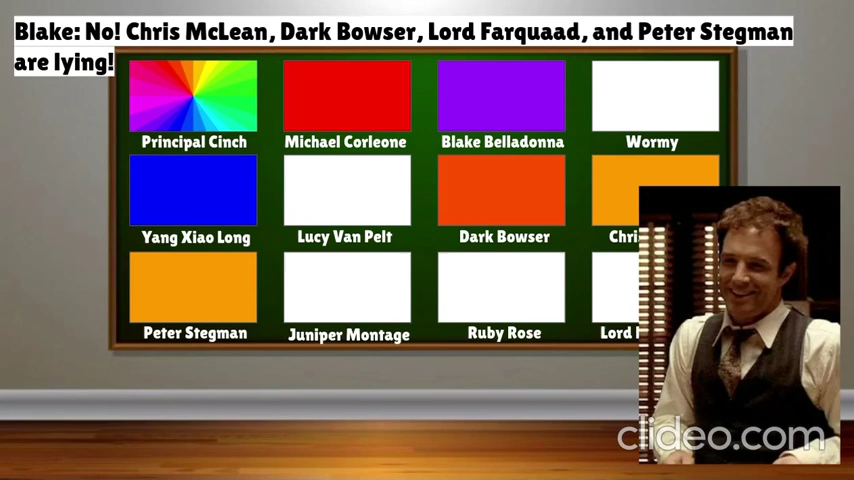 Blake: No! Chris McLean, Dark Bowser, Lord Farquaad, and Peter Stegman
are lying!
Principal Cinch
Michael Corleone
Blake Belladonna
Wormy
Yang Xiao Long
Lucy Van Pelt
Dark Bowser
Chri
Peter Stegman
Juniper Montage
Ruby Rose
Lord
clideo.com